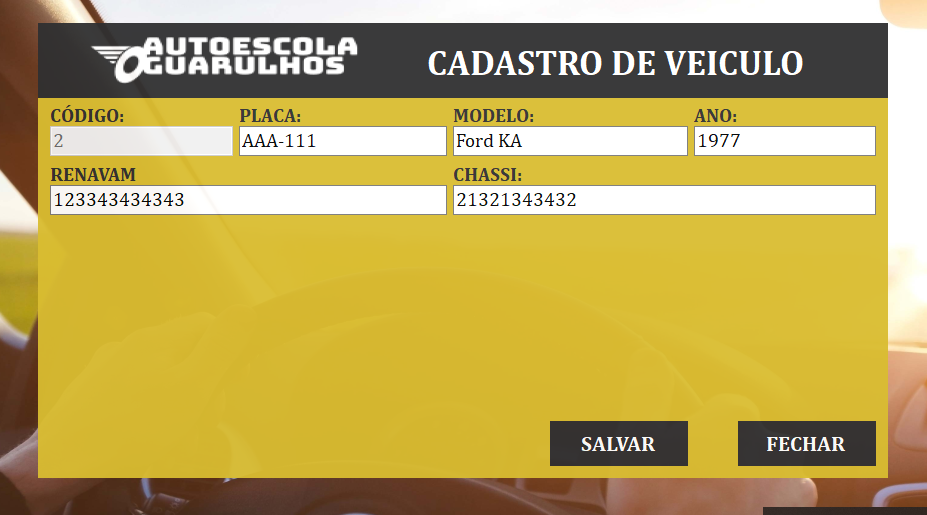 AUTOESCOLA
GUARULHOS
CADASTRO DE VEICULO
CÓDIGO: PLACA: MODELO: ANO:
2 AAA-111 Ford KA 1977
RENAVAM CHASSI:
123343434343 21321343432
SALVAR FECHAR